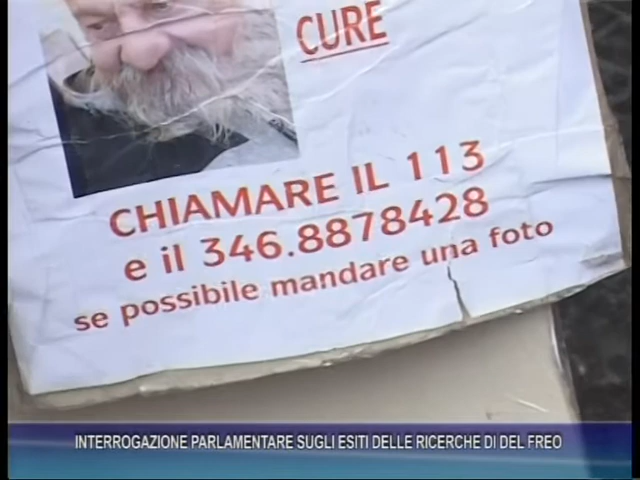 CURE
CHIAMARE IL 113
e il 346.8878428
se possibile mandare una foto
INTERROGAZIONE PARLAMENTARE SUGLI ESITI DELLE RICERCHE DI DEL FREO